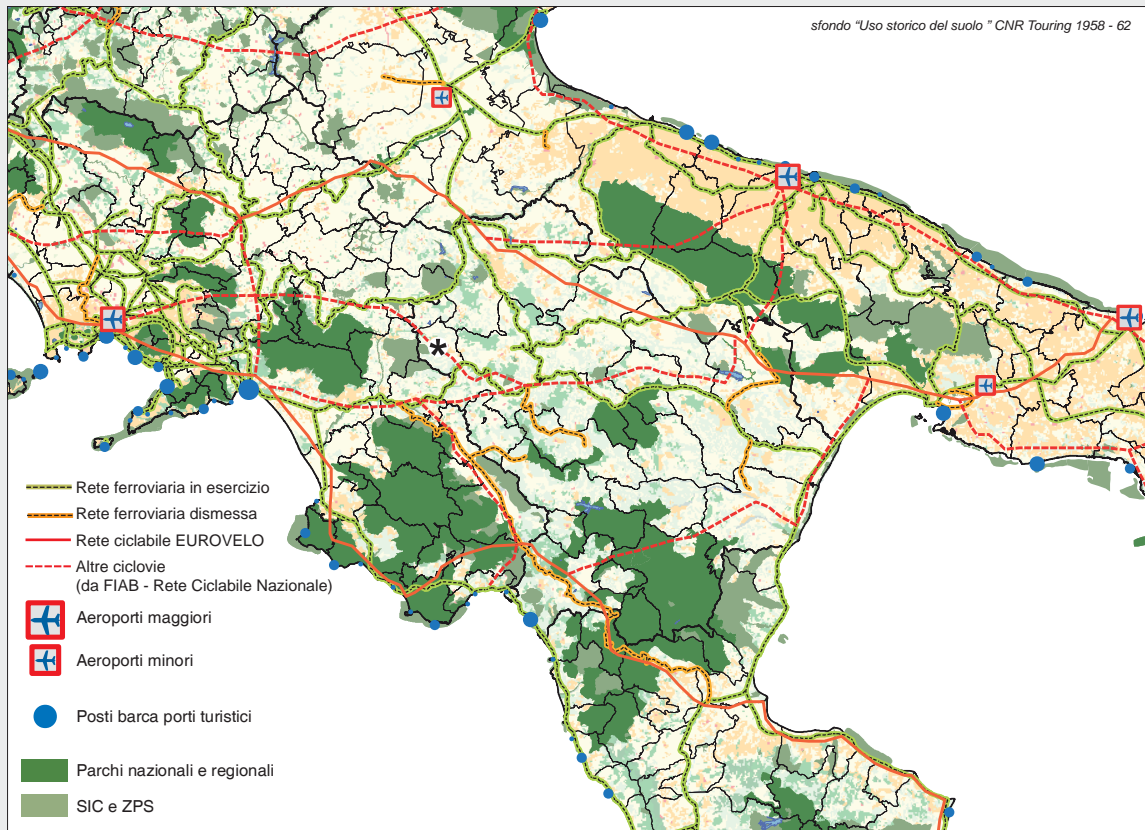 sfondo "Uso storico del suolo " CNR Touring 1958 - 62
*
Rete ferroviaria in esercizio
Rete ferroviaria dismessa
Rete ciclabile EUROVELO
Altre ciclovie
(da FIAB - Rete Ciclabile Nazionale)
Aeroporti maggiori
Aeroporti minori
Posti barca porti turistici
Parchi nazionali e regionali
SIC e ZPS